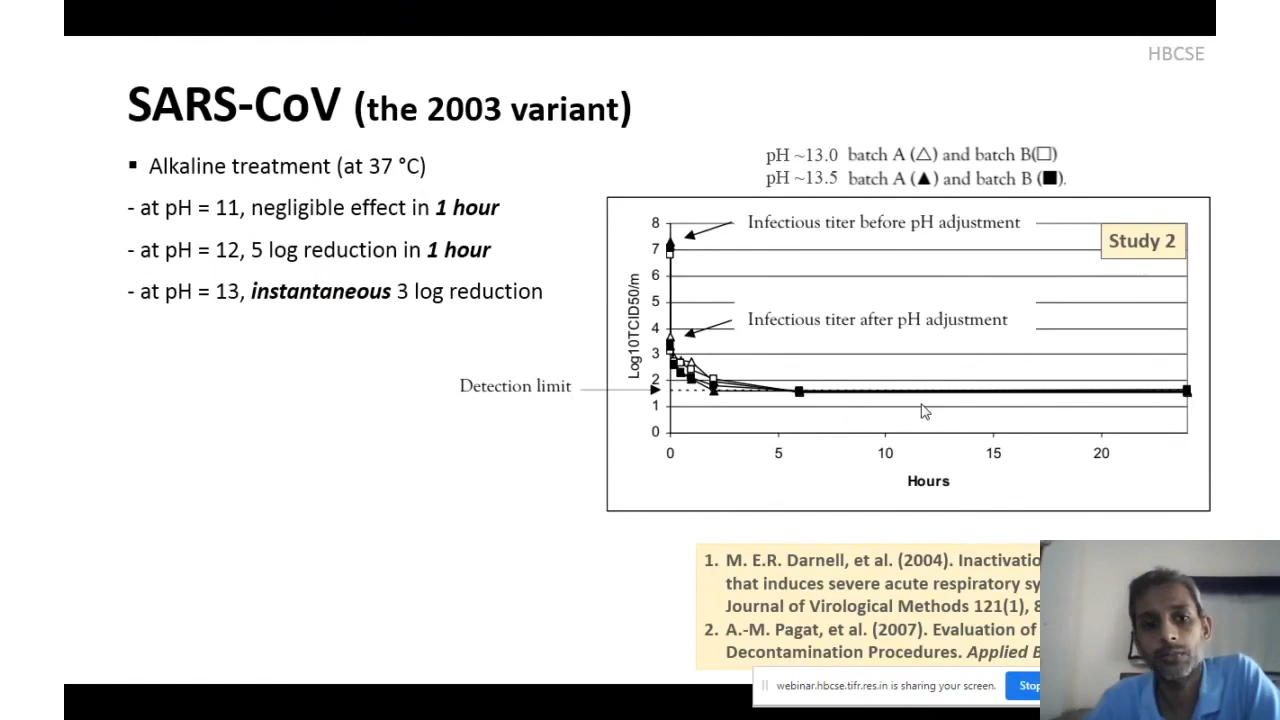 HBCSE
SARS-CoV (the 2003 variant)
▪ Alkaline treatment (at 37 °C)
- at pH = 11, negligible effect in 1 hour
- at pH = 12, 5 log reduction in 1 hour
- at pH = 13, instantaneous 3 log reduction
pH ~13.0 batch A (△) and batch B(□)
pH ~13.5 batch A (▲) and batch B (■).
Infectious titer before pH adjustment
Study 2
Infectious titer after pH adjustment
Detection limit
Log10TCID50/m
8
7
6
5
4
3
2
1
0
0 5 10 15 20
Hours
1. M. E.R. Darnell, et al. (2004). Inactivatio
that induces severe acute respiratory sy
Journal of Virological Methods 121(1), 8
2. A.-M. Pagat, et al. (2007). Evaluation of
Decontamination Procedures. Applied B
webinar.hbcse.tifr.res.in is sharing your screen. Stop